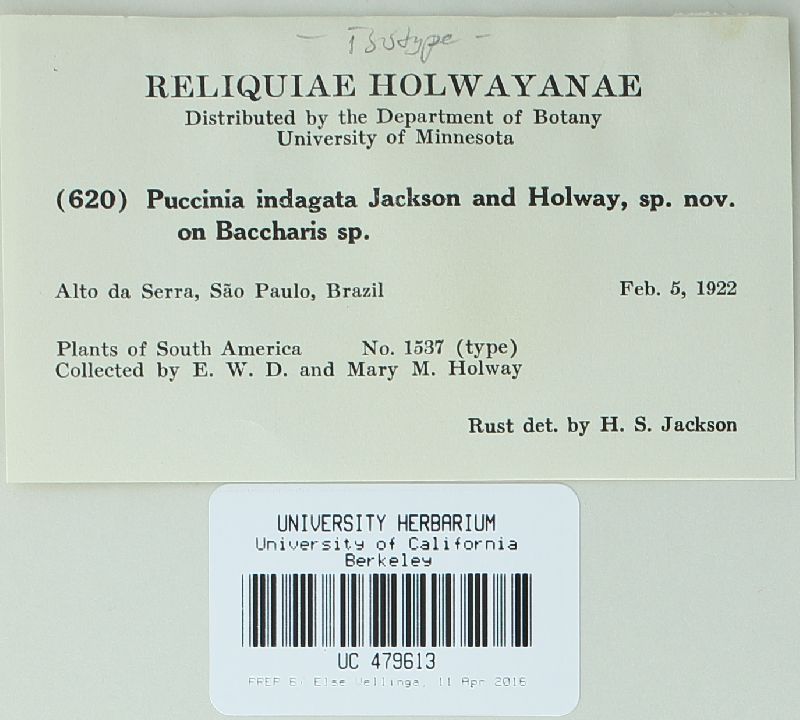 – Isotype –
RELIQUIAE HOLWAYANAE
Distributed by the Department of Botany
University of Minnesota
(620) Puccinia indagata Jackson and Holway, sp. nov.
on Baccharis sp.
Alto da Serra, São Paulo, Brazil Feb. 5, 1922
Plants of South America No. 1537 (type)
Collected by E. W. D. and Mary M. Holway
Rust det. by H. S. Jackson
UNIVERSITY HERBARIUM
University of California
Berkeley
UC 479613
PREP BY Else Vellinga, 11 Apr 2016